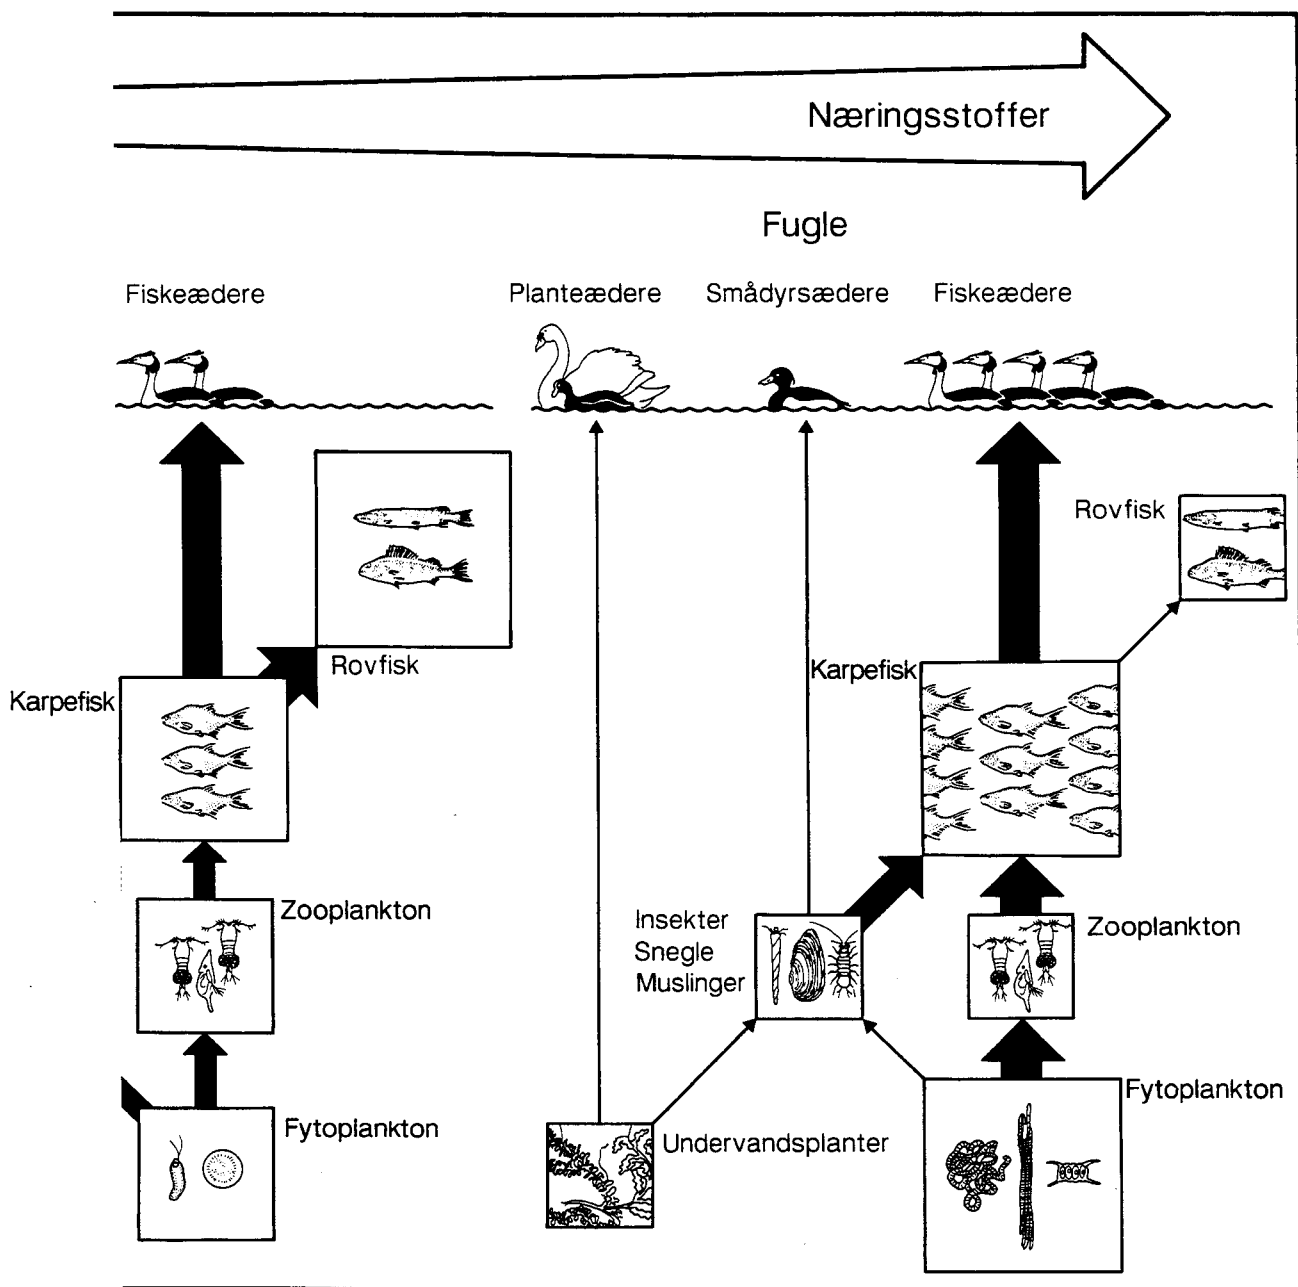 Næringsstoffer
Fugle
Fiskeædere
Planteædere
Smådyrsædere
Fiskeædere
Rovfisk
Rovfisk
Karpefisk
Karpefisk
Zooplankton
Insekter
Snegle
Muslinger
Zooplankton
Fytoplankton
Undervandsplanter
Fytoplankton